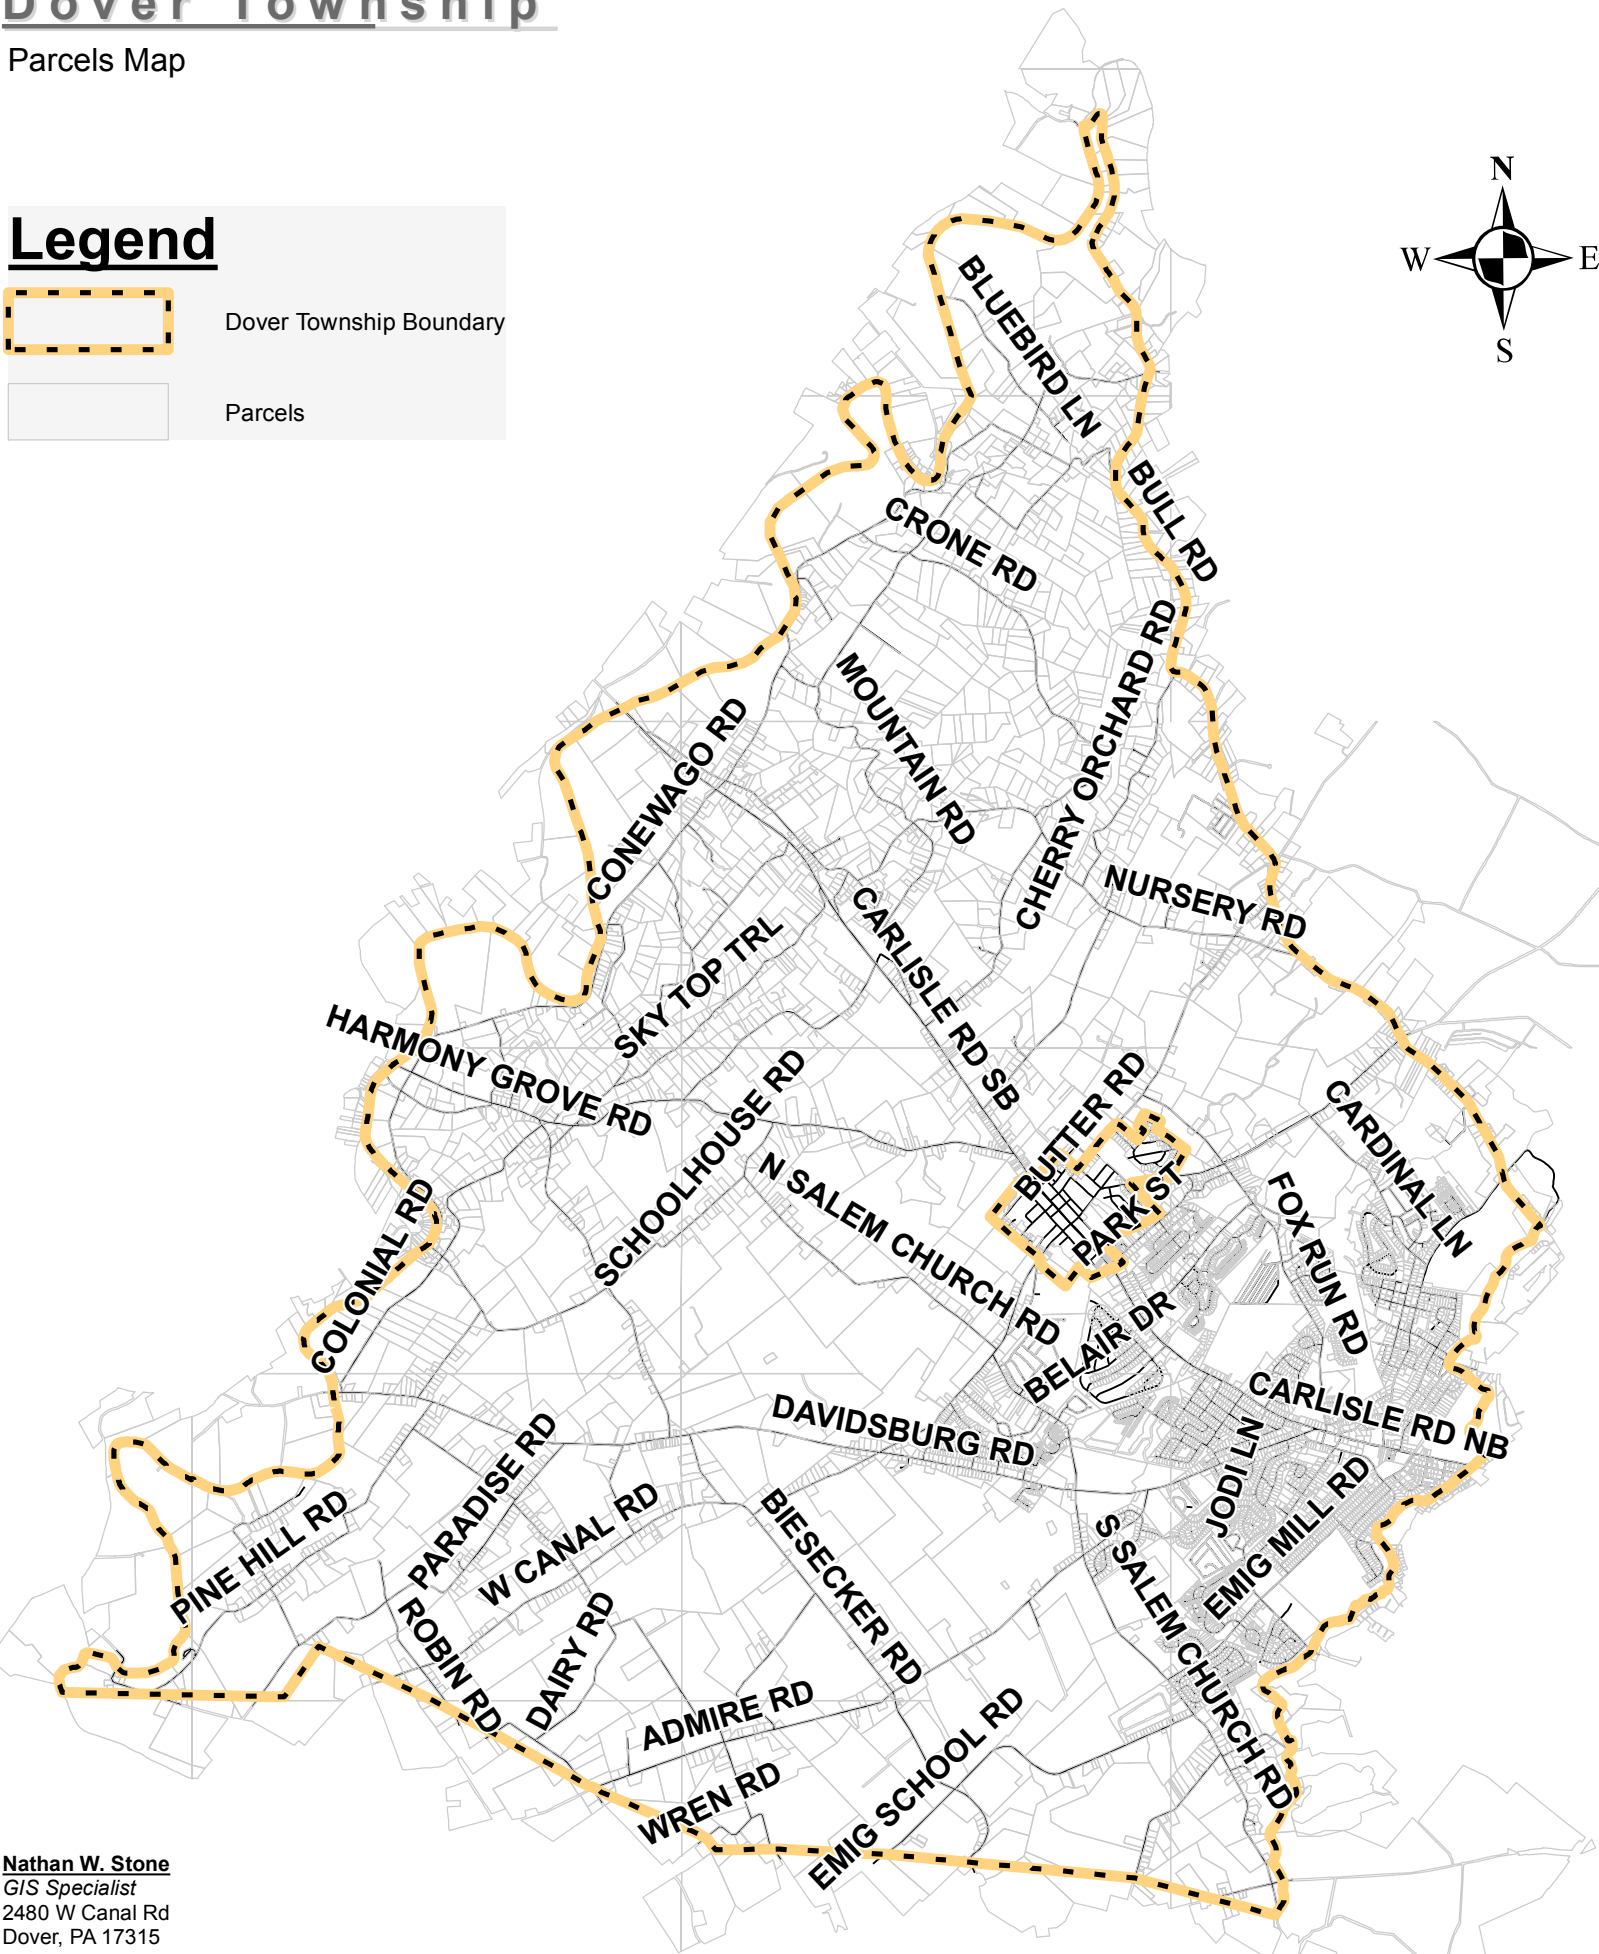 Dover Township
Parcels Map
Legend
Dover Township Boundary
Parcels
N
W
E
S
BLUEBIRD LN
BULL RD
CRONE RD
CHERRY ORCHARD RD
MOUNTAIN RD
CONEWAGO RD
NURSERY RD
CARLISLE RD SB
SKY TOP TRL
HARMONY GROVE RD
SCHOOLHOUSE RD
BUTTER RD
PARK ST
CARDINAL LN
FOX RUN RD
N SALEM CHURCH RD
COLONIAL RD
BELAIR DR
CARLISLE RD NB
DAVIDSBURG RD
JODI LN
EMIG MILL RD
PARADISE RD
W CANAL RD
PINE HILL RD
BIESECKER RD
S SALEM CHURCH RD
ROBIN RD
DAIRY RD
ADMIRE RD
WREN RD
EMIG SCHOOL RD
Nathan W. Stone
GIS Specialist
2480 W Canal Rd
Dover, PA 17315